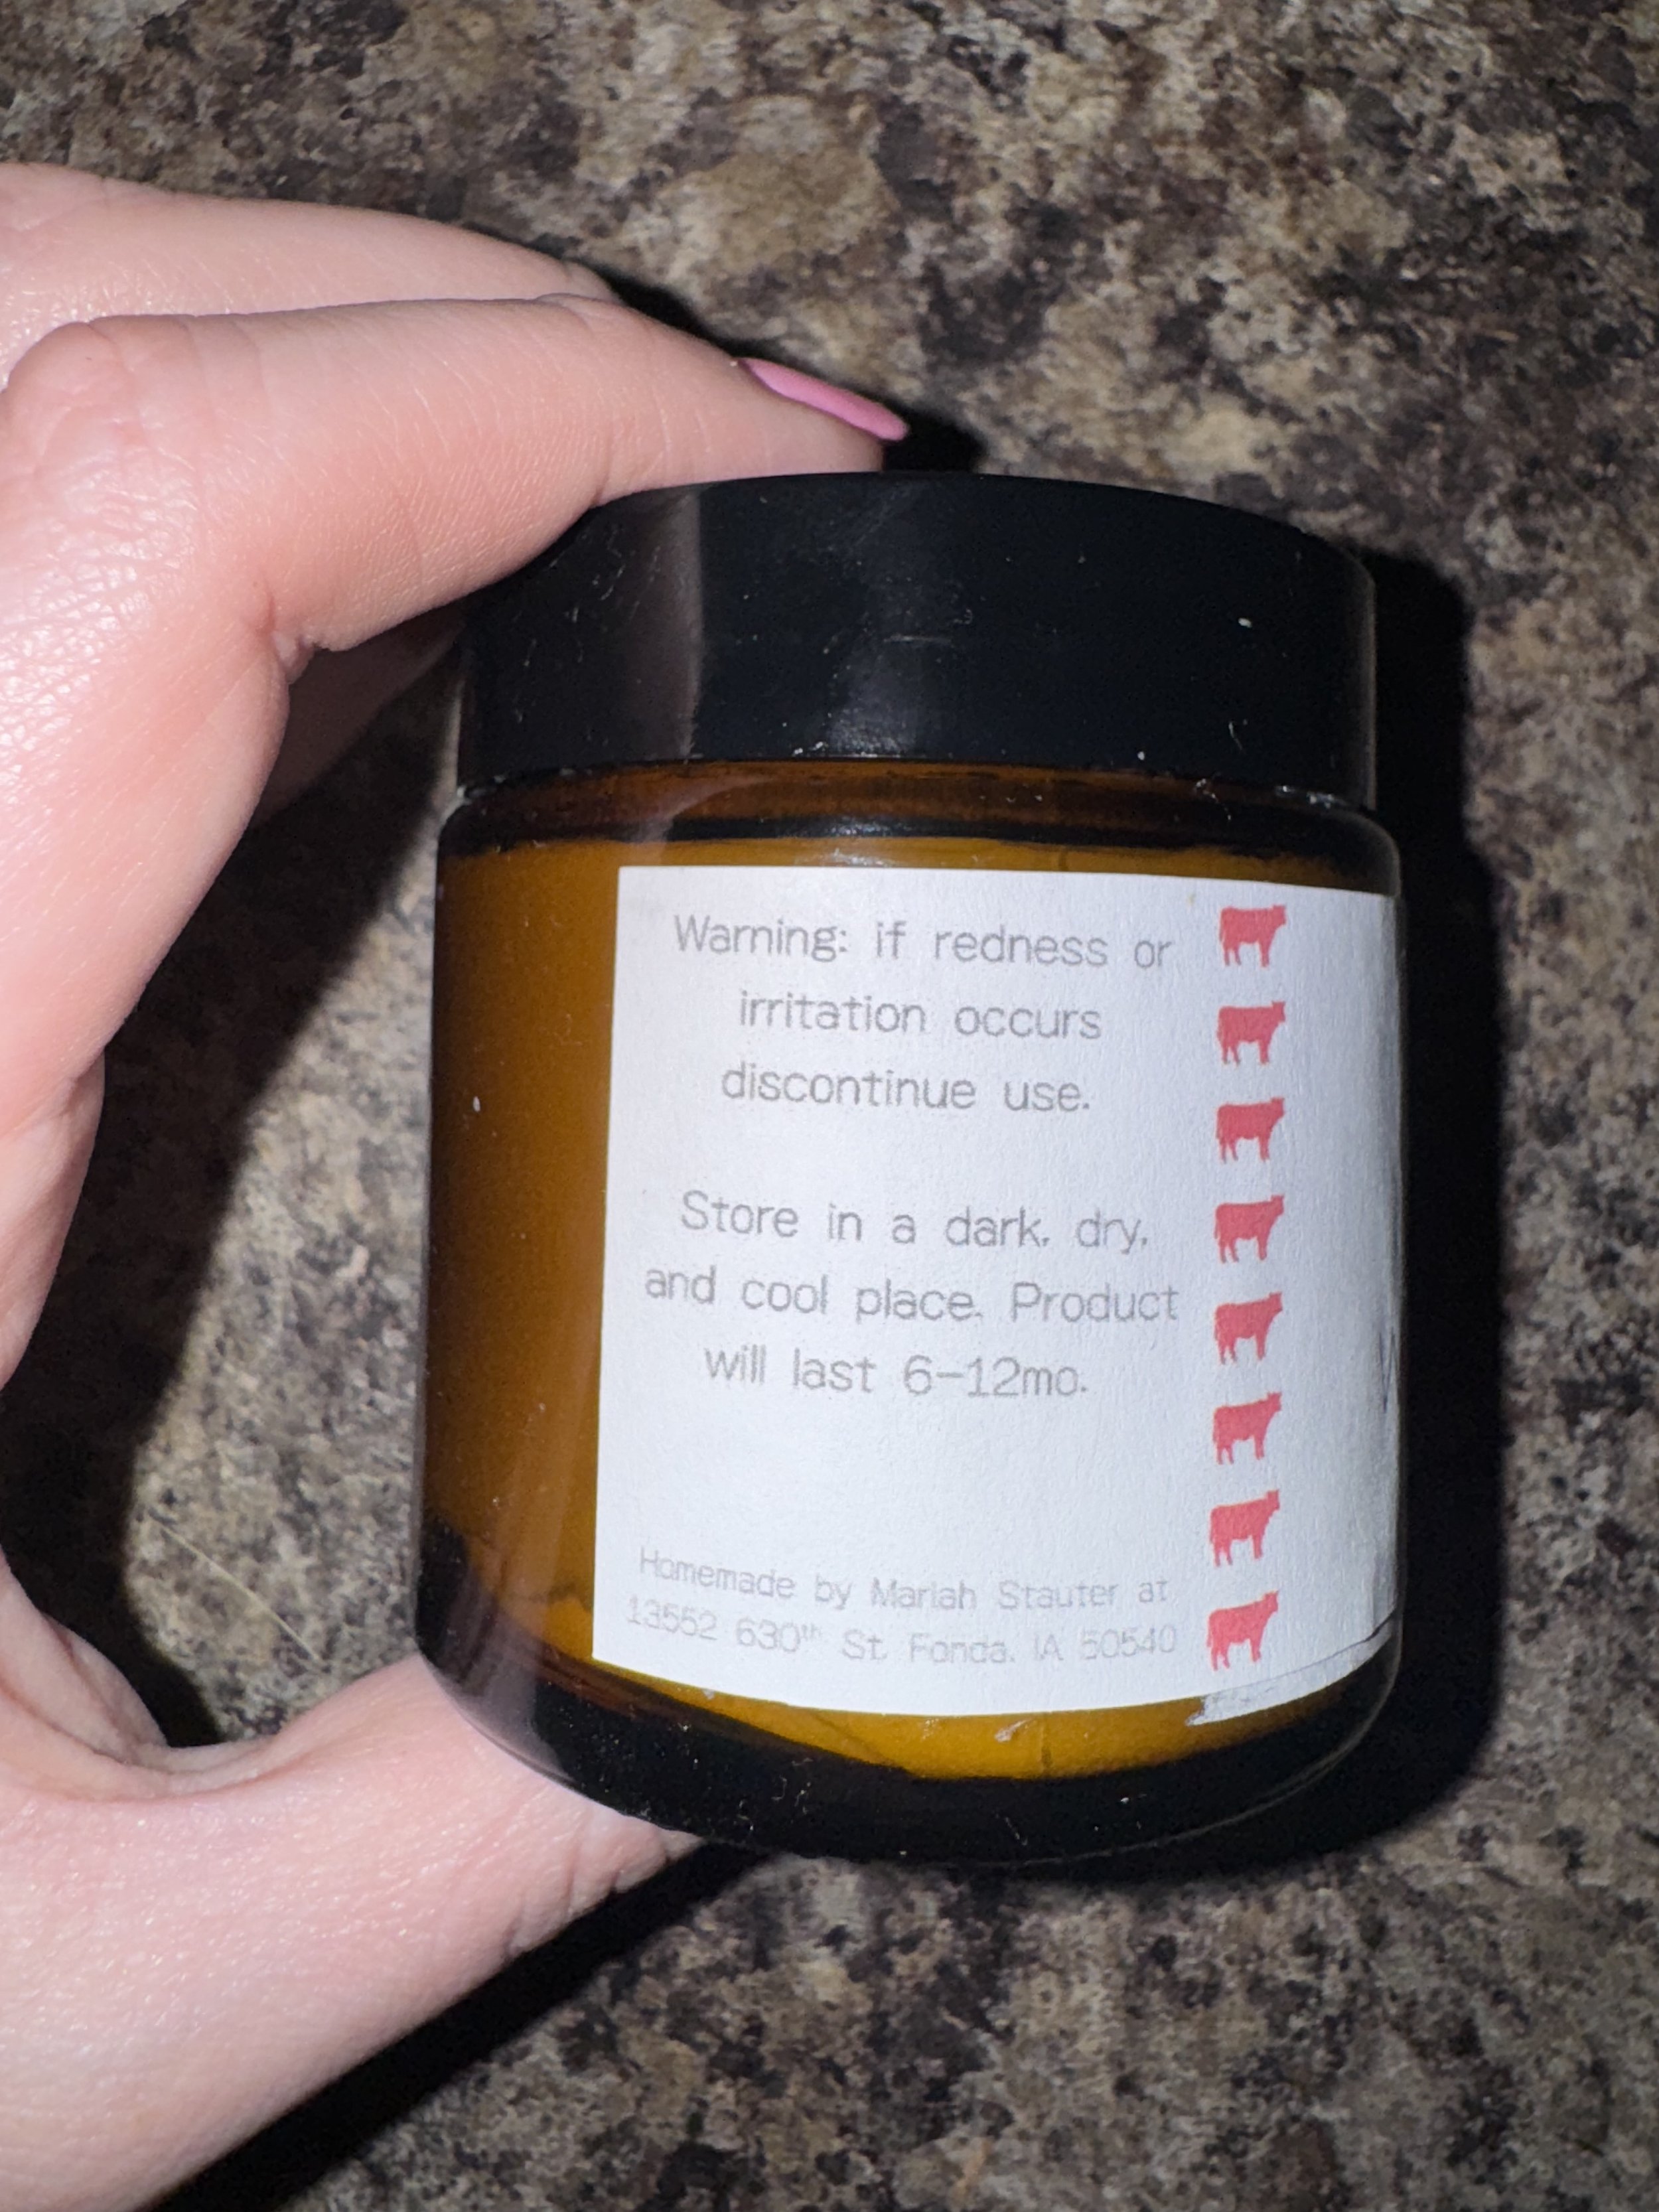 Warning: if redness or
irritation occurs
discontinue use.
Store in a dark, dry,
and cool place. Product
will last 6-12mo.
Homemade by Mariah Stauter at
13552 630th St. Fonda, IA 50540